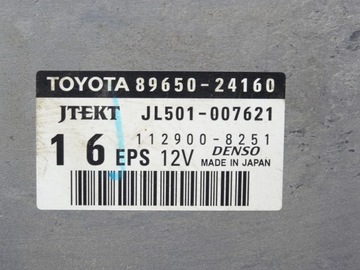 TOYOTA 89650-24160
JTEKT JL501-007621
112900-8251
16 EPS 12V DENSO
MADE IN JAPAN